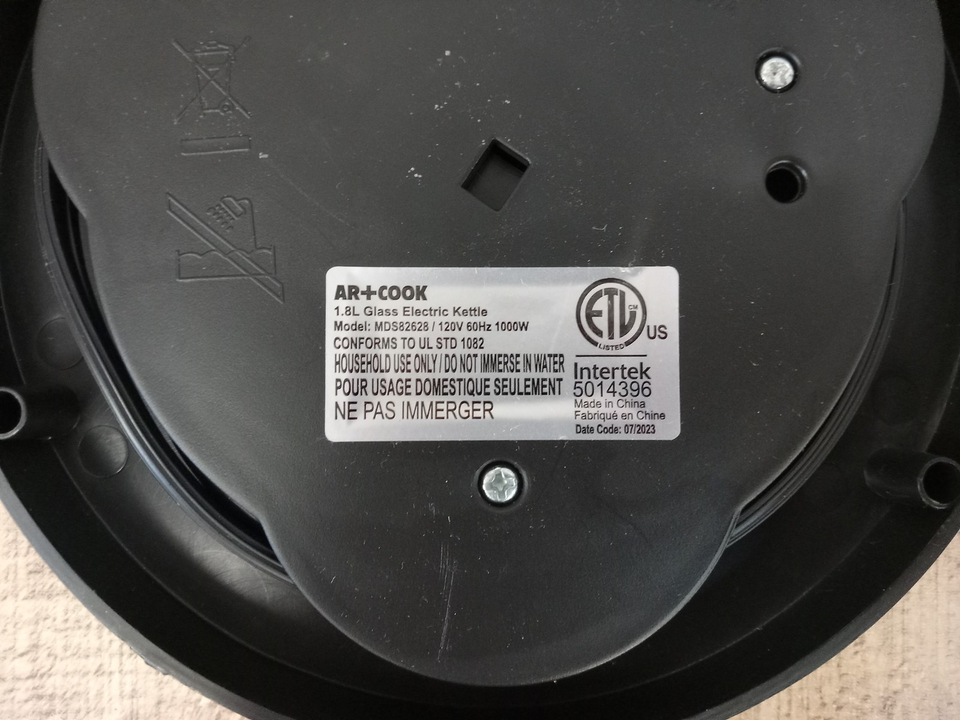 AR+COOK
1.8L Glass Electric Kettle
Model: MDS82628 / 120V 60Hz 1000W
CONFORMS TO UL STD 1082
HOUSEHOLD USE ONLY / DO NOT IMMERSE IN WATER
POUR USAGE DOMESTIQUE SEULEMENT
NE PAS IMMERGER
ETL
CM
LISTED
US
Intertek
5014396
Made in China
Fabriqué en Chine
Date Code: 07/2023